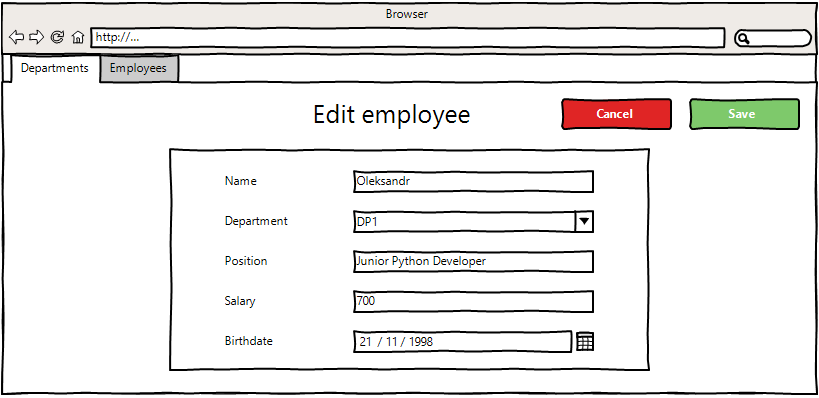 Browser
http://...
Departments Employees
Edit employee Cancel Save
Name Oleksandr
Department DP1
Position Junior Python Developer
Salary 700
Birthdate 21 / 11 / 1998